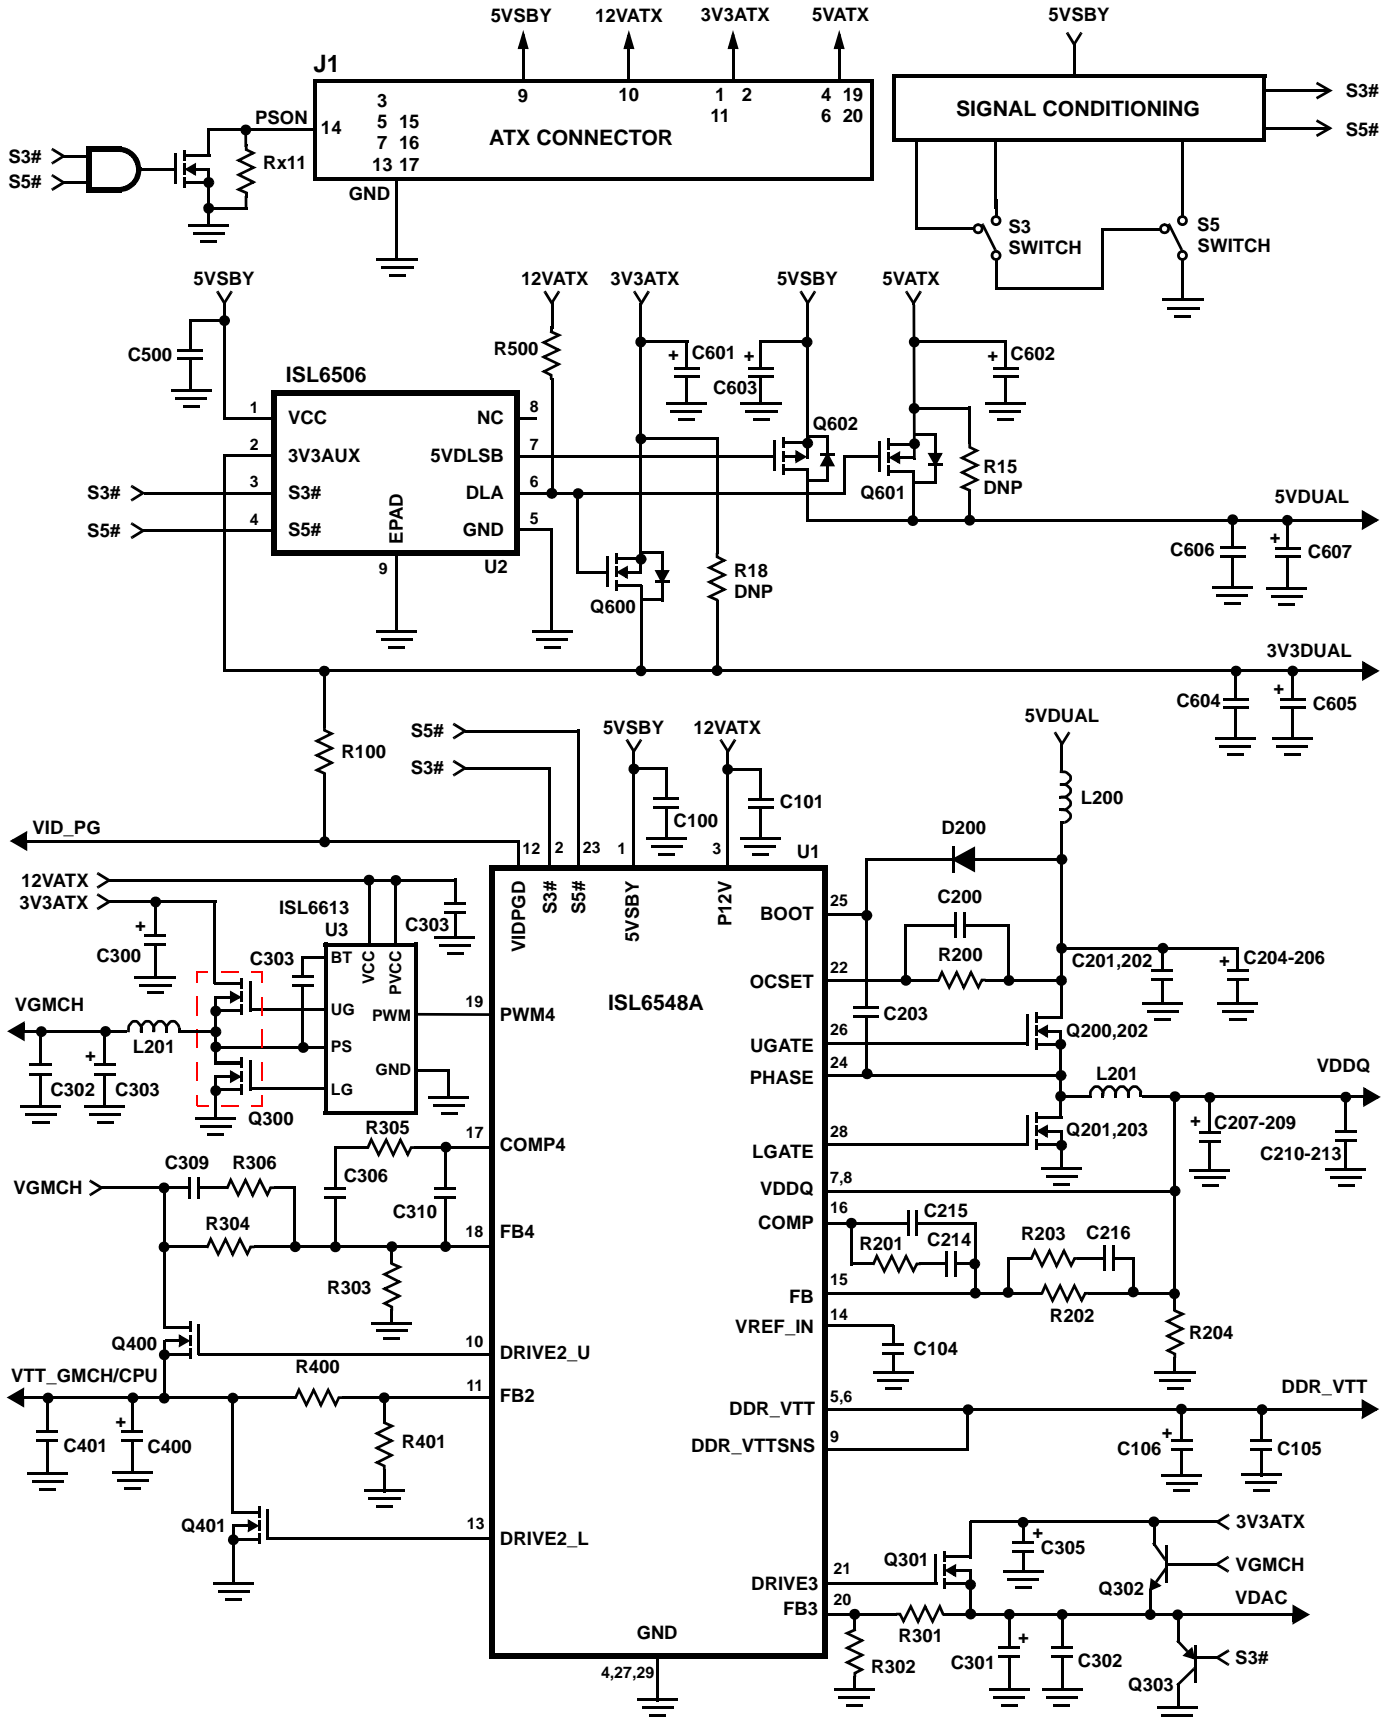 5VSBY 12VATX 3V3ATX 5VATX 5VSBY
J1
9 10 1 2 4 19
11 6 20
3
5 15
7 16
13 17
14
ATX CONNECTOR
PSON
GND
S3#
S5#
Rx11
SIGNAL CONDITIONING
S3#
S5#
S3
SWITCH
S5
SWITCH
5VSBY 12VATX 3V3ATX 5VSBY 5VATX
C500
R500
+ C601
+ C603
+ C602
ISL6506
1 VCC
2 3V3AUX
3 S3#
4 S5#
NC 8
5VDLSB 7
DLA 6
GND 5
EPAD
9
U2
S3#
S5#
Q602
Q601
R15
DNP
Q600
R18
DNP
5VDUAL
C606
+ C607
3V3DUAL
C604
+ C605
R100
VID_PG
S5#
S3#
5VSBY
12VATX
C100
C101
5VDUAL
L200
D200
12 2 23 1 3
U1
VIDPGD
S3#
S5#
5VSBY
P12V
ISL6548A
12VATX
3V3ATX
ISL6613
U3
C303
+
C300
C303
BT
VCC
PVCC
UG
PWM
PS
GND
LG
VGMCH
L201
C302
+
C303
Q300
19 PWM4
R305
17 COMP4
C309 R306
C306
VGMCH
C310
R304
18 FB4
R303
Q400
10 DRIVE2_U
VTT_GMCH/CPU
R400
11 FB2
C401
+
C400
R401
Q401
13 DRIVE2_L
BOOT 25
C200
R200
OCSET 22
C201,202
+ C204-206
C203
UGATE 26
Q200,202
PHASE 24
L201
VDDQ
LGATE 28
Q201,203
+ C207-209
C210-213
VDDQ 7,8
COMP 16
C215
R201 C214
R203 C216
FB 15
R202
VREF_IN 14
C104
R204
DDR_VTT 5,6
DDR_VTT
DDR_VTTSNS 9
C106 +
C105
3V3ATX
Q301
+
C305
VGMCH
Q302
DRIVE3 21
FB3 20
VDAC
R301
R302
C301 +
C302
S3#
Q303
GND
4,27,29